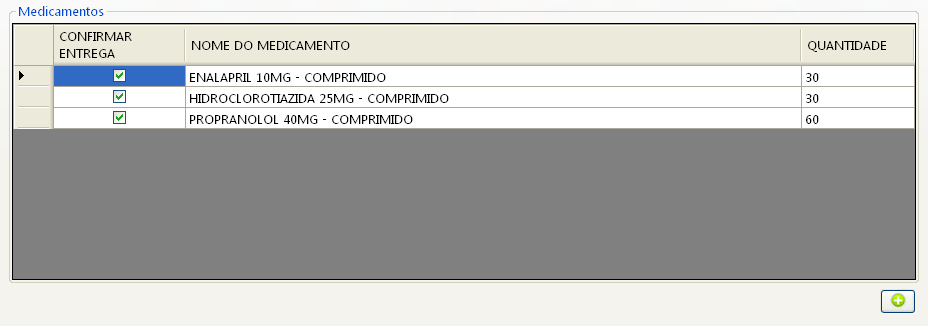 Medicamentos
CONFIRMAR ENTREGA NOME DO MEDICAMENTO QUANTIDADE
ENALAPRIL 10MG - COMPRIMIDO 30
HIDROCLOROTIAZIDA 25MG - COMPRIMIDO 30
PROPRANOLOL 40MG - COMPRIMIDO 60